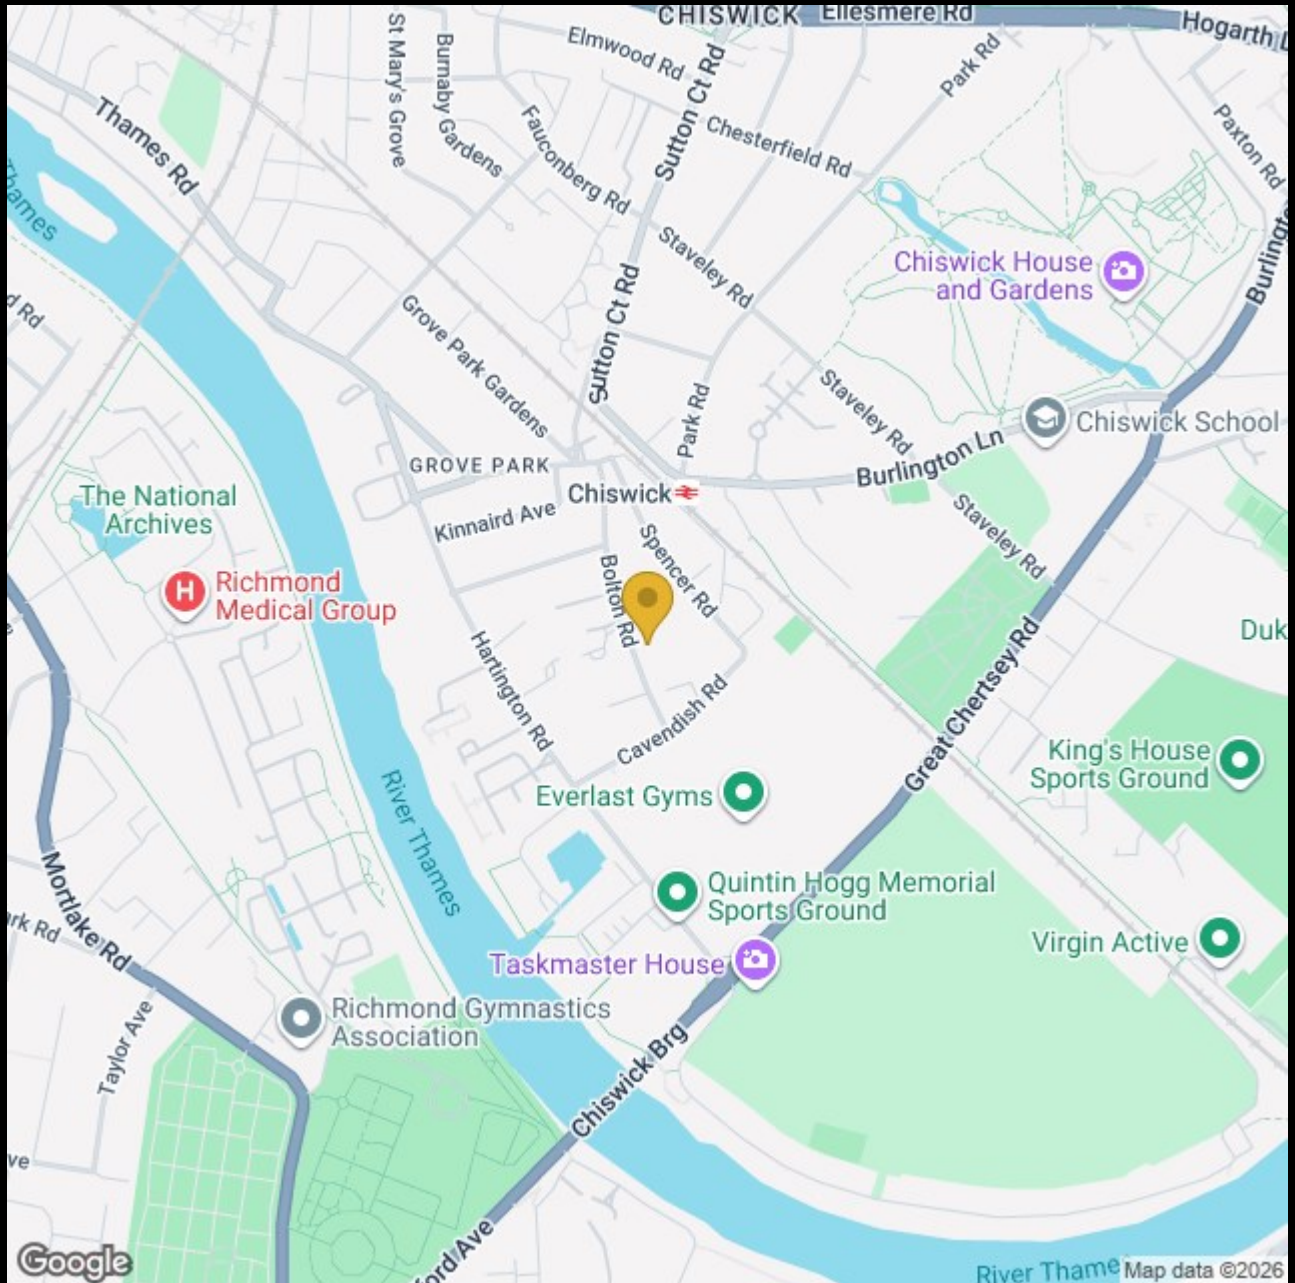 CHISWICK
Ellesmere Rd
Hogarth L
St Mary's Grove
Burnaby Gardens
Elmwood Rd
Sutton Ct Rd
Park Rd
Thames Rd
Fauconberg Rd
Chesterfield Rd
Paxton Rd
Thames
Staveley Rd
Chiswick House
and Gardens
Burlingto
d Rd
Grove Park Gardens
Sutton Ct Rd
Staveley Rd
Park Rd
Chiswick School
Burlington Ln
GROVE PARK
The National
Archives
Chiswick
Kinnaird Ave
Staveley Rd
Spencer Rd
Bolton Rd
Richmond
Medical Group
Duk
Hartington Rd
Great Chertsey Rd
Cavendish Rd
King's House
Sports Ground
River Thames
Everlast Gyms
Quintin Hogg Memorial
Sports Ground
Mortlake Rd
ark Rd
Virgin Active
Taskmaster House
Richmond Gymnastics
Association
Taylor Ave
Chiswick Brg
ve
ford Ave
Google
River Thame
Map data ©2026